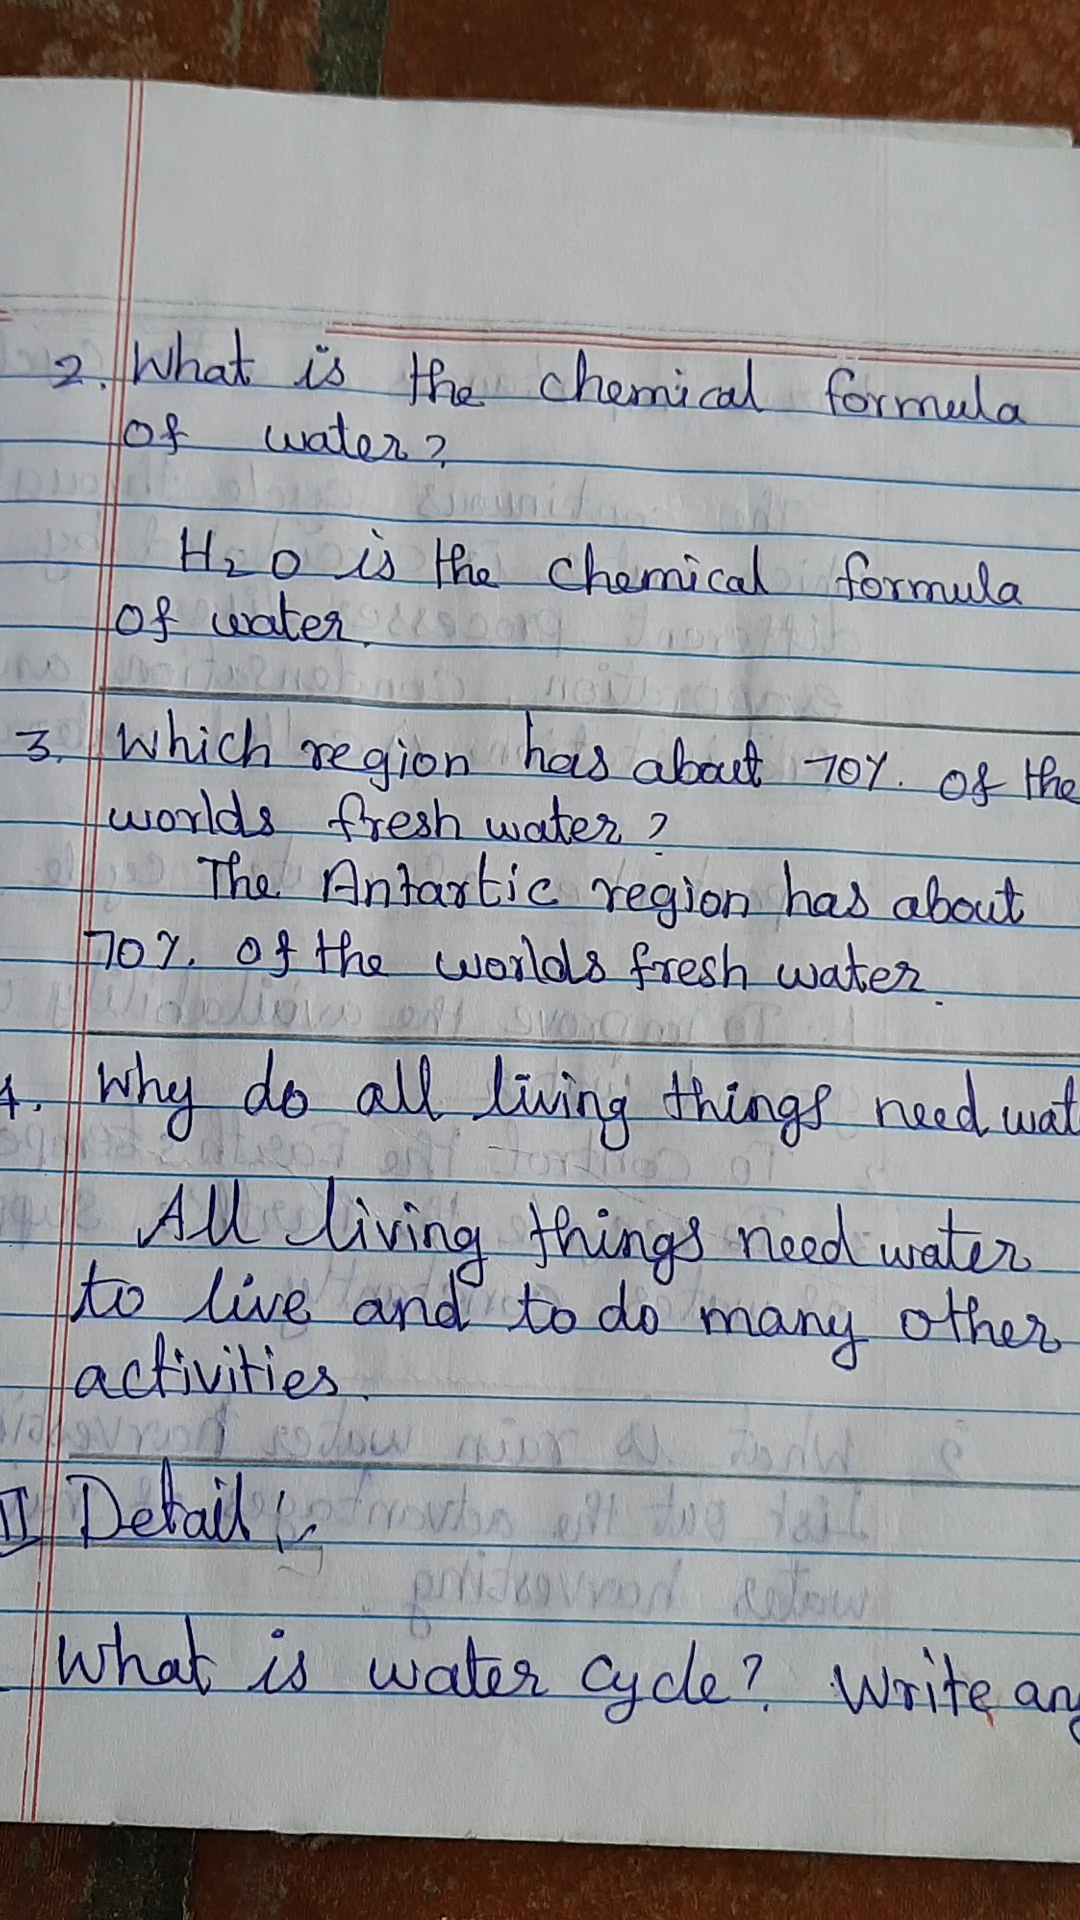 2. What is the chemical formula
of water?
H₂O is the chemical formula
of water.
3. Which region has about 70%. of the
worlds fresh water?
The Antartic region has about
70%. of the worlds fresh water.
4. Why do all living things need wat
All living things need water
to live and to do many other
activities.
II Detail :-
What is water cycle? Write any